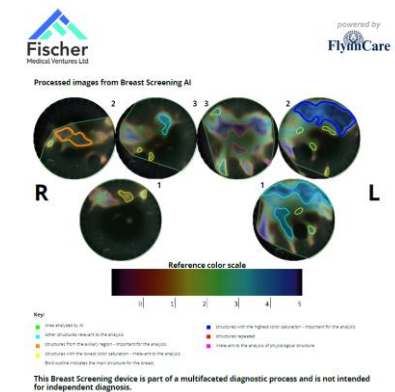 Fischer
Medical Ventures Ltd
powered by
FlynnCare
Processed images from Breast Screening AI
2
3
3
2
R
L
1
1
Reference color scale
0
1
2
3
4
5
Key:
Area analysed by AI
other structures relevant to the analysis
structures from the axillary region - important for the analysis
structures with the lowest color saturation - irrelevant to the analysis
Bold outline indicates the main structure for the breast.
structures with the highest color saturation - important for the analysis
structures repeated
irrelevant to the analysis of physiological structure
This Breast Screening device is part of a multifaceted diagnostic process and is not intended
for independent diagnosis.